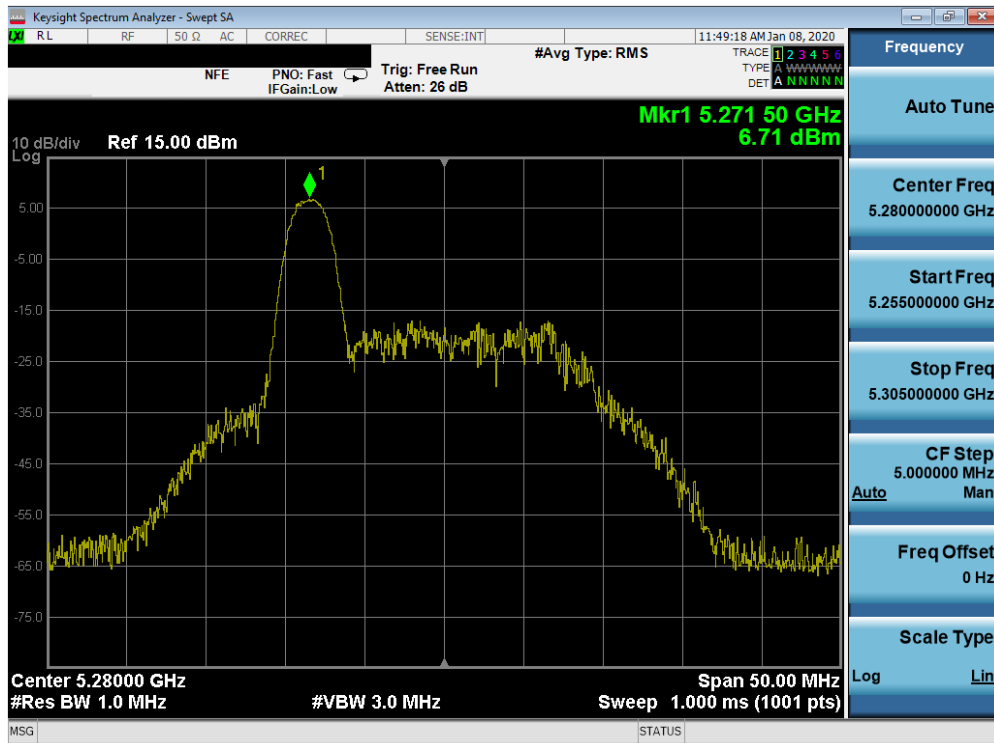 Keysight Spectrum Analyzer - Swept SA
LXI RL RF 50 Ω AC CORREC SENSE:INT 11:49:18 AM Jan 08, 2020
NFE PNO: Fast Trig: Free Run #Avg Type: RMS TRACE 1 2 3 4 5 6
IFGain:Low Atten: 26 dB TYPE A WWWWW
DET A N N N N N
Mkr1 5.271 50 GHz
6.71 dBm
10 dB/div Ref 15.00 dBm
Log
1
5.00
-5.00
-15.0
-25.0
-35.0
-45.0
-55.0
-65.0
-75.0
Center 5.28000 GHz Span 50.00 MHz
#Res BW 1.0 MHz #VBW 3.0 MHz Sweep 1.000 ms (1001 pts)
MSG STATUS
Frequency
Auto Tune
Center Freq
5.280000000 GHz
Start Freq
5.255000000 GHz
Stop Freq
5.305000000 GHz
CF Step
5.000000 MHz
Auto Man
Freq Offset
0 Hz
Scale Type
Log Lin